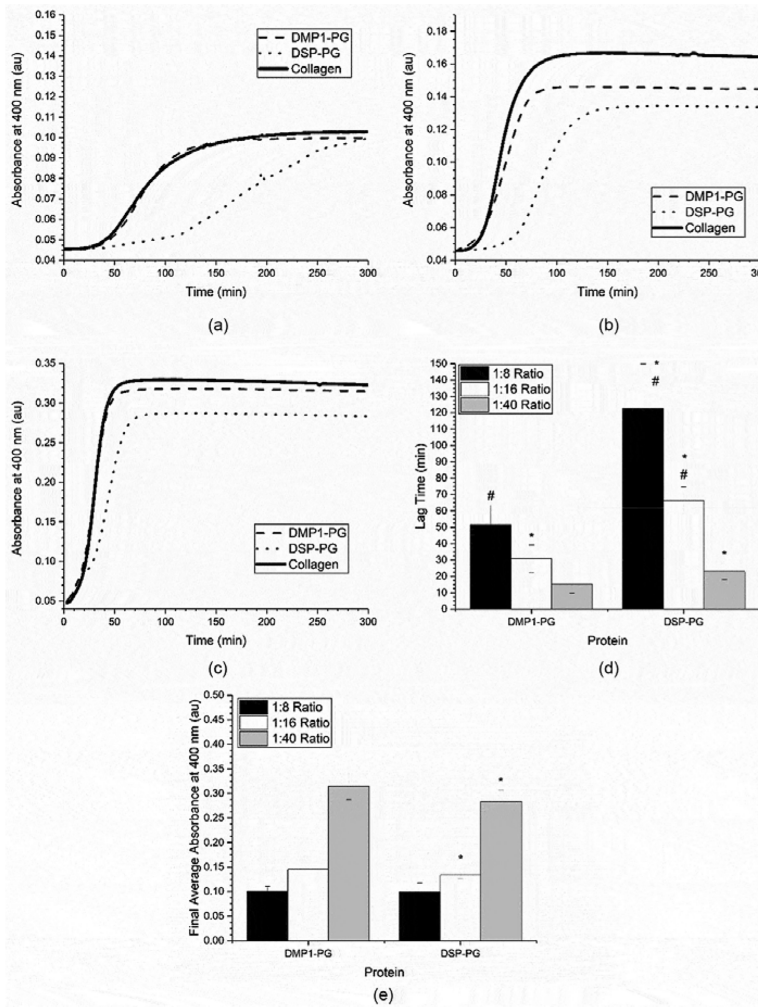 0.16
0.15
0.14
0.13
0.12
0.11
0.10
0.09
0.08
0.07
0.06
0.05
0.04
Absorbance at 400 nm (au)
DMP1-PG
DSP-PG
Collagen
0 50 100 150 200 250 300
Time (min)
(a)
0.18
0.16
0.14
0.12
0.10
0.08
0.06
0.04
Absorbance at 400 nm (au)
DMP1-PG
DSP-PG
Collagen
0 50 100 150 200 250 300
Time (min)
(b)
0.35
0.30
0.25
0.20
0.15
0.10
0.05
Absorbance at 400 nm (au)
DMP1-PG
DSP-PG
Collagen
0 50 100 150 200 250 300
Time (min)
(c)
150
140
130
120
110
100
90
80
70
60
50
40
30
20
10
0
Lag Time (min)
1:8 Ratio
1:16 Ratio
1:40 Ratio
#
*
*
#
*
#
*
DMP1-PG DSP-PG
Protein
(d)
0.50
0.45
0.40
0.35
0.30
0.25
0.20
0.15
0.10
0.05
0.00
Final Average Absorbance at 400 nm (au)
1:8 Ratio
1:16 Ratio
1:40 Ratio
*
*
DMP1-PG DSP-PG
Protein
(e)